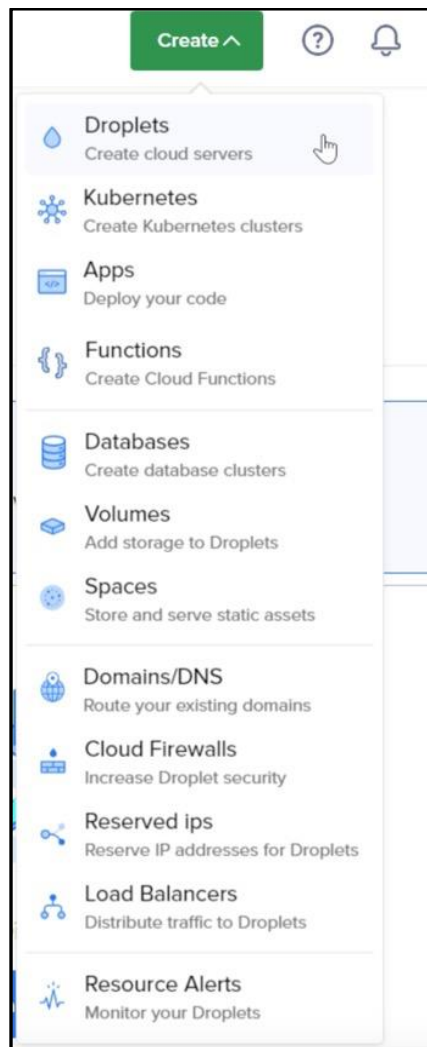 Create
Droplets
Create cloud servers
Kubernetes
Create Kubernetes clusters
Apps
Deploy your code
Functions
Create Cloud Functions
Databases
Create database clusters
Volumes
Add storage to Droplets
Spaces
Store and serve static assets
Domains/DNS
Route your existing domains
Cloud Firewalls
Increase Droplet security
Reserved ips
Reserve IP addresses for Droplets
Load Balancers
Distribute traffic to Droplets
Resource Alerts
Monitor your Droplets